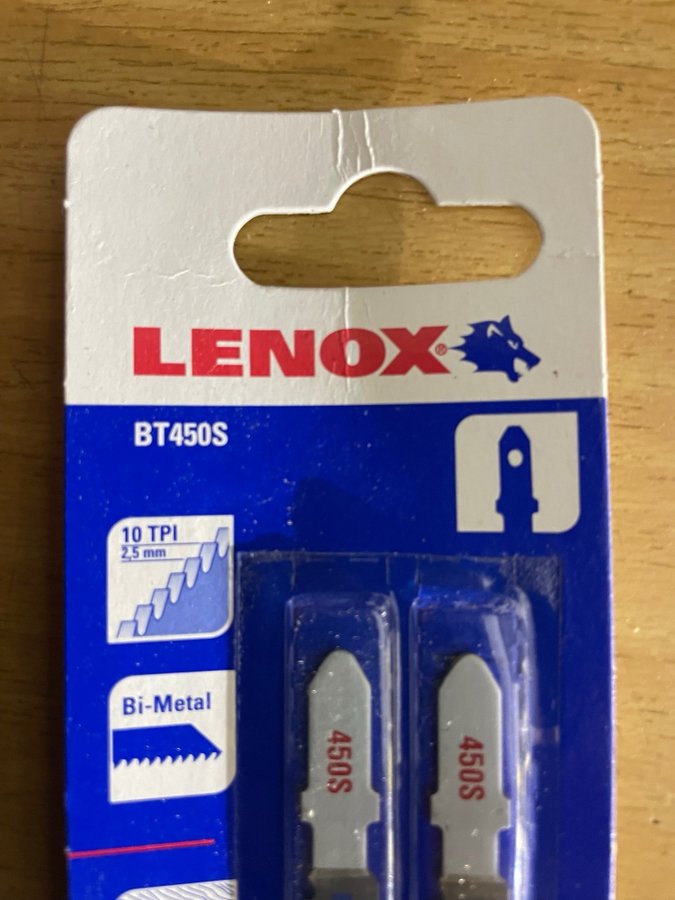 LENOX®
BT450S
10 TPI
2,5 mm
Bi-Metal
450S
450S